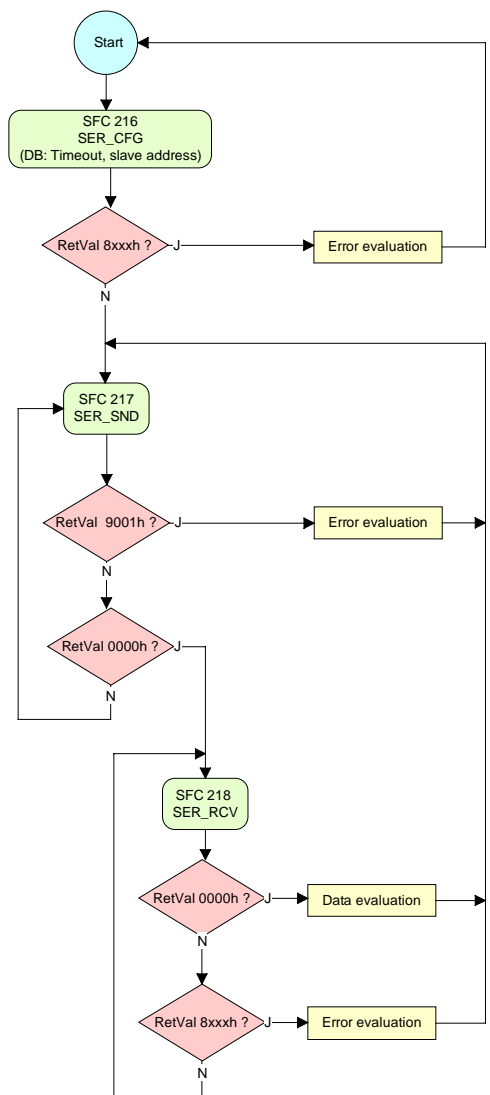 Start
SFC 216
SER_CFG
(DB: Timeout, slave address)
RetVal 8xxxh ?
J
Error evaluation
N
SFC 217
SER_SND
RetVal 9001h ?
J
Error evaluation
N
RetVal 0000h ?
J
N
SFC 218
SER_RCV
RetVal 0000h ?
J
Data evaluation
N
RetVal 8xxxh ?
J
Error evaluation
N